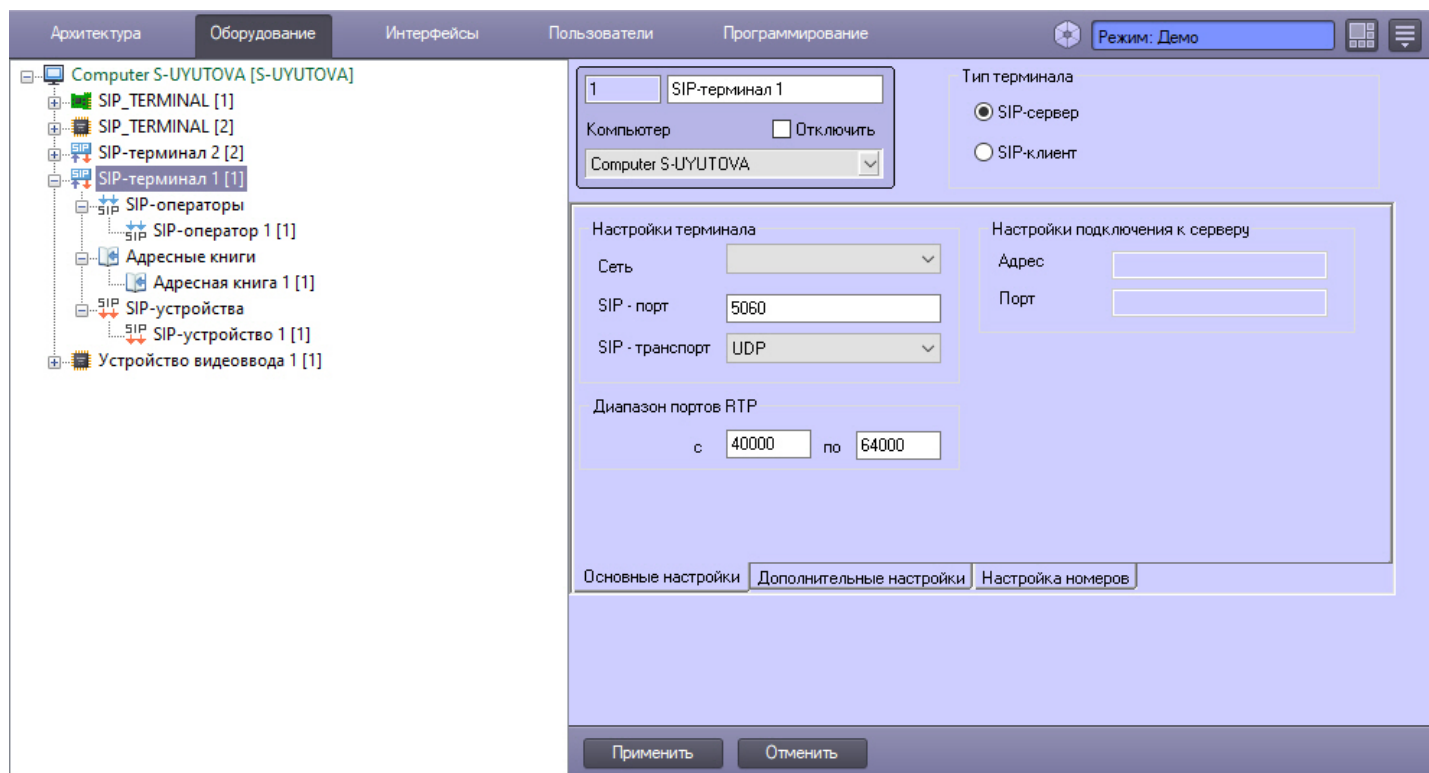 Архитектура
Оборудование
Интерфейсы
Пользователи
Программирование
Режим: Демо
Computer S-UYUTOVA [S-UYUTOVA]
SIP_TERMINAL [1]
SIP_TERMINAL [2]
SIP-терминал 2 [2]
SIP-терминал 1 [1]
SIP-операторы
SIP-оператор 1 [1]
Адресные книги
Адресная книга 1 [1]
SIP-устройства
SIP-устройство 1 [1]
Устройство видеоввода 1 [1]
1
SIP-терминал 1
Компьютер
Отключить
Computer S-UYUTOVA
Тип терминала
SIP-сервер
SIP-клиент
Настройки терминала
Сеть
SIP - порт
5060
SIP - транспорт
UDP
Настройки подключения к серверу
Адрес
Порт
Диапазон портов RTP
с
40000
по
64000
Основные настройки
Дополнительные настройки
Настройка номеров
Применить
Отменить